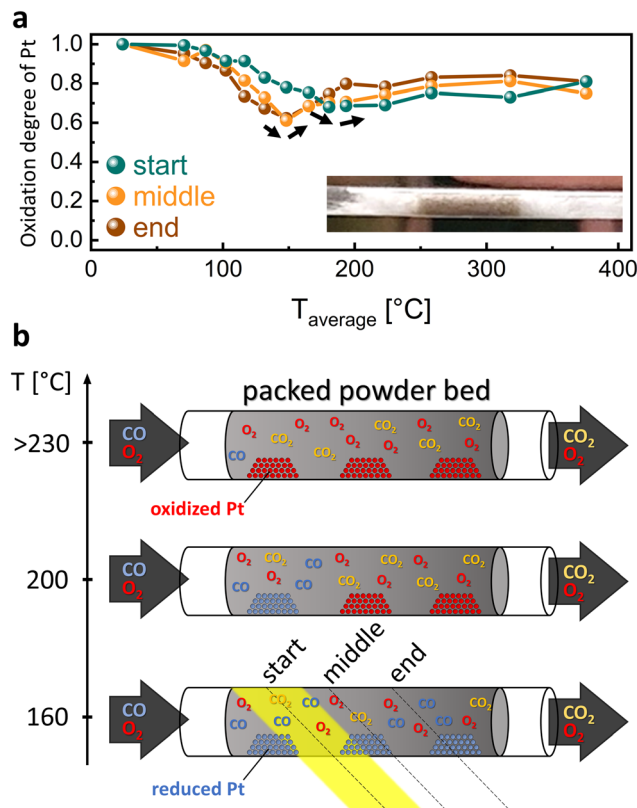 a
Oxidation degree of Pt
1.0
0.8
0.6
0.4
0.2
0.0
start
middle
end
0 100 200 300 400
T average [°C]
b
T [°C]
packed powder bed
>230
CO
O₂
O₂ O₂ O₂ CO₂
CO₂ O₂ CO₂ O₂
CO CO₂ O₂
CO₂
O₂
oxidized Pt
200
CO
O₂
O₂ CO₂ CO O₂ O₂ CO₂
CO O₂ CO CO₂ O₂ CO₂
CO₂
O₂
start middle end
160
CO
O₂
O₂ CO₂ CO O₂ O₂ CO CO₂
CO CO O₂ CO₂ CO CO O₂
CO₂
O₂
reduced Pt